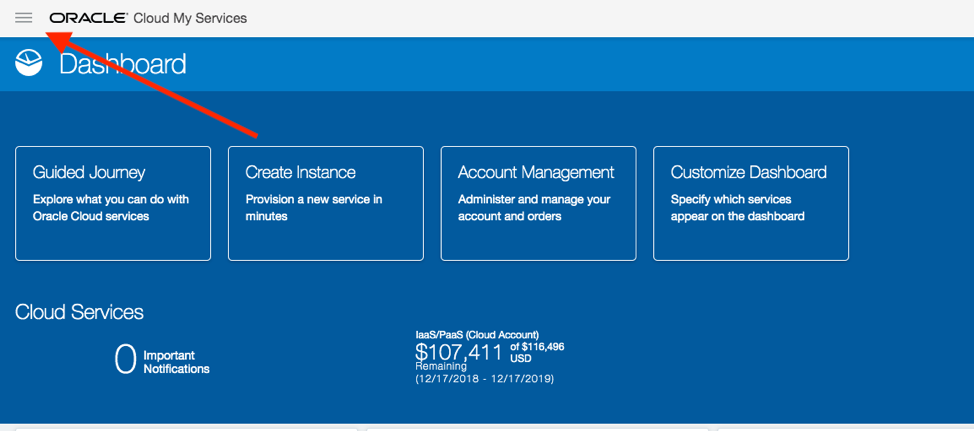 ORACLE® Cloud My Services
Dashboard
Guided Journey
Explore what you can do with
Oracle Cloud services
Create Instance
Provision a new service in
minutes
Account Management
Administer and manage your
account and orders
Customize Dashboard
Specify which services
appear on the dashboard
Cloud Services
0 Important
Notifications
IaaS/PaaS (Cloud Account)
$107,411 of $116,496
USD
Remaining
(12/17/2018 - 12/17/2019)